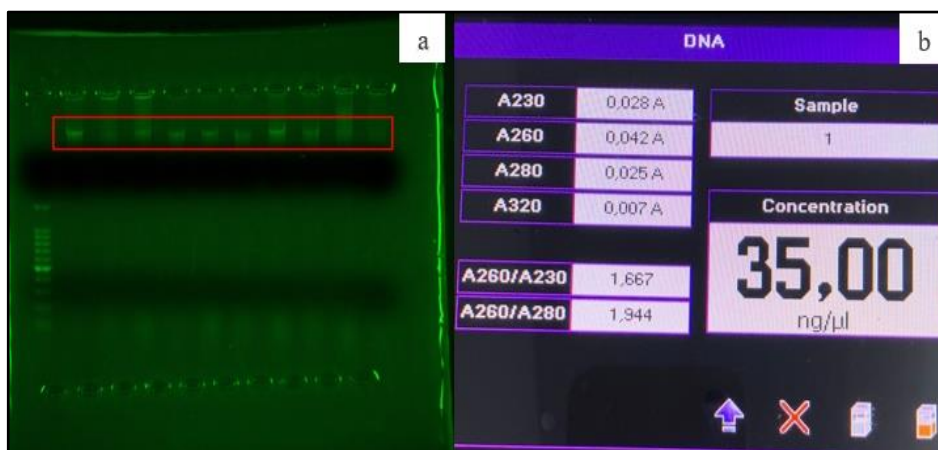 a
DNA
b
A230 0,028 A
A260 0,042 A
A280 0,025 A
A320 0,007 A
A260/A230 1,667
A260/A280 1,944
Sample
1
Concentration
35,00
ng/µl